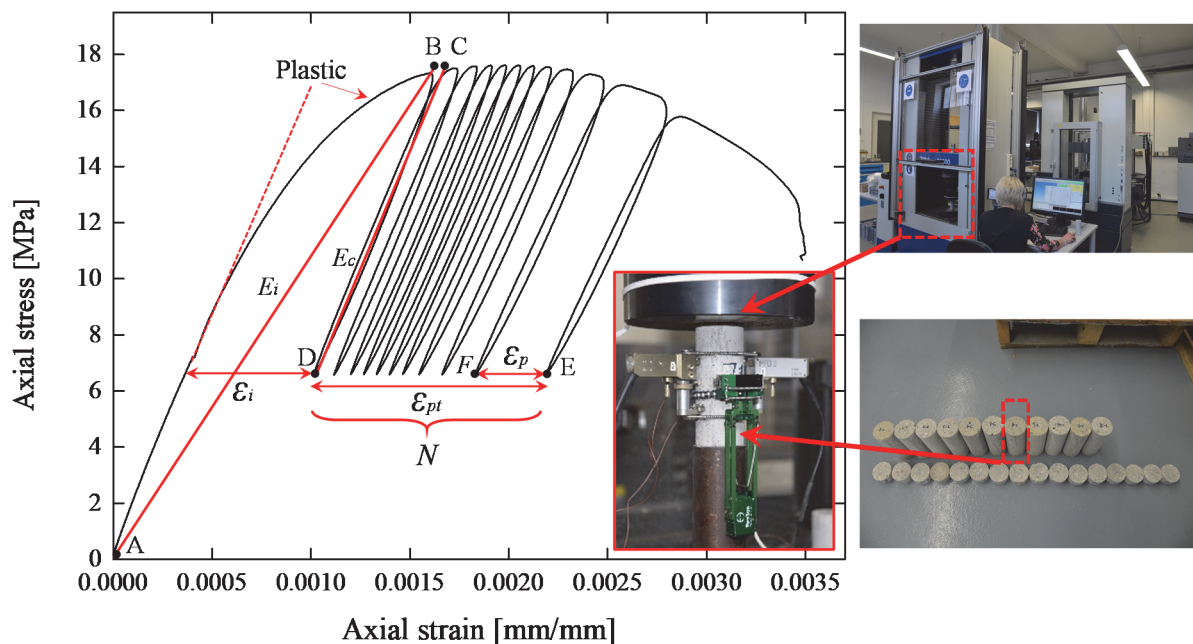 18
16
14
12
10
8
6
4
2
0
Axial stress [MPa]
B C
Plastic
Ei
Ec
D
F
E
εp
εi
εpt
N
A
0.0000 0.0005 0.0010 0.0015 0.0020 0.0025 0.0030 0.0035
Axial strain [mm/mm]